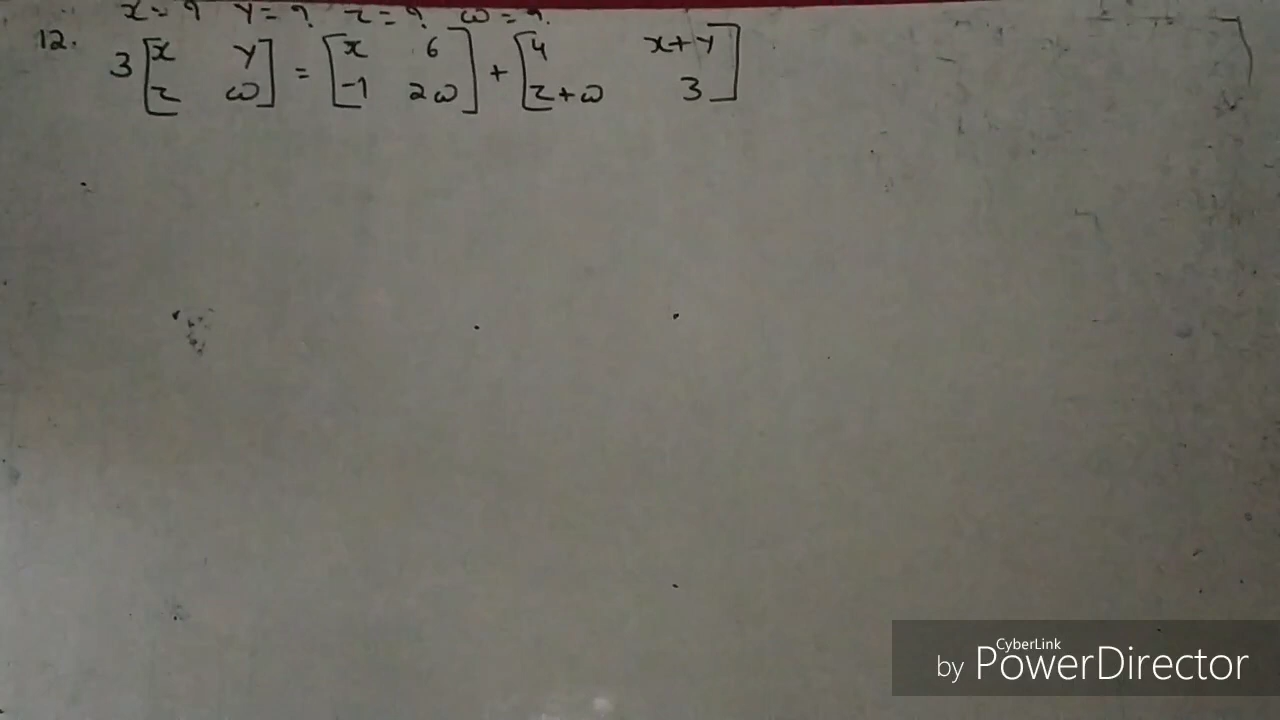 x = ? y = ? z = ? ω = ?
12. 3 [x y = [x 6 ] + [4 x+y]
z ω] -1 2ω z+ω 3
by CyberLink PowerDirector